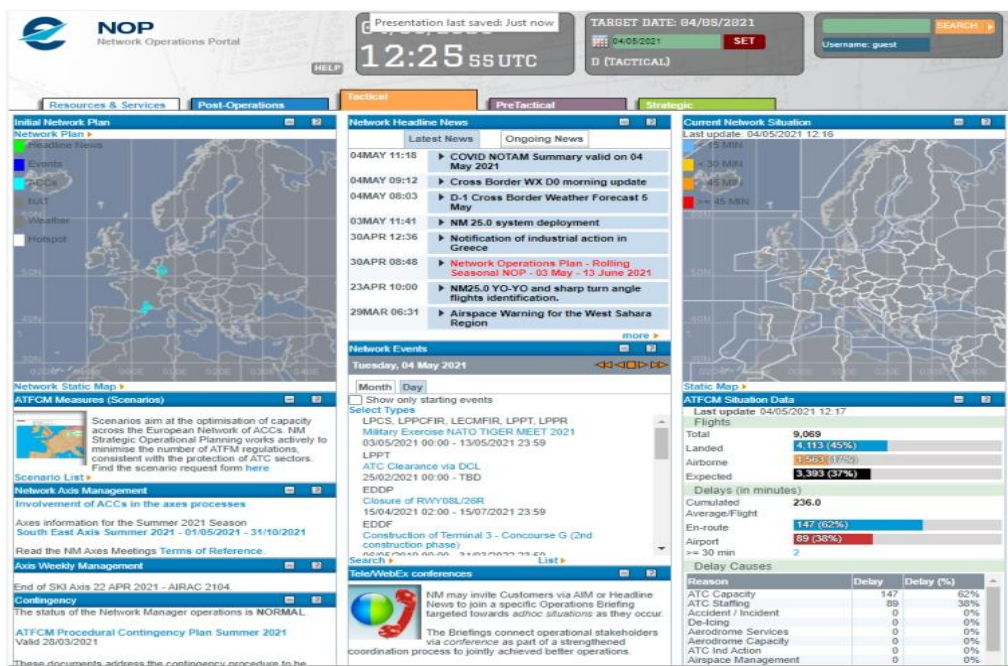 NOP
Network Operations Portal
HELP
Presentation last saved: Just now
12:25 55 UTC
TARGET DATE: 04/05/2021
04/05/2021
SET
D (TACTICAL)
SEARCH
Username: guest
Resources & Services
Post-Operations
Tactical
PreTactical
Strategic
Initial Network Plan
Network Plan
Headline News
Events
ACCs
NAT
Weather
Hotspot
50N
40N
30N
Network Static Map
ATFCM Measures (Scenarios)
Scenarios aim at the optimisation of capacity
across the European Network of ACCs. NM
Strategic Operational Planning works actively to
minimise the number of ATFM regulations,
consistent with the protection of ATC sectors.
Find the scenario request form here
Scenario List
Network Axis Management
Involvement of ACCs in the axes processes
Axes information for the Summer 2021 Season
South East Axis Summer 2021 - 01/05/2021 - 31/10/2021
Read the NM Axes Meetings Terms of Reference.
Axis Weekly Management
End of SKI Axis 22 APR 2021 - AIRAC 2104.
Contingency
The status of the Network Manager operations is NORMAL
ATFCM Procedural Contingency Plan Summer 2021
Valid 28/03/2021
These documents address the contingency procedure to be
Network Headline News
Latest News
Ongoing News
04MAY 11:18 COVID NOTAM Summary valid on 04
May 2021
04MAY 09:12 Cross Border WX D0 morning update
04MAY 08:03 D-1 Cross Border Weather Forecast 5
May
03MAY 11:41 NM 25.0 system deployment
30APR 12:36 Notification of industrial action in
Greece
30APR 08:48 Network Operations Plan - Rolling
Seasonal NOP - 03 May - 13 June 2021
23APR 10:00 NM25.0 YO-YO and sharp turn angle
flights identification.
29MAR 06:31 Airspace Warning for the West Sahara
Region
more
Network Events
Tuesday, 04 May 2021
Month
Day
Show only starting events
Select Types
LPCS, LPPCFIR, LECMFIR, LPPT, LPPR
Military Exercise NATO TIGER MEET 2021
03/05/2021 00:00 - 13/05/2021 23:59
LPPT
ATC Clearance via DCL
25/02/2021 00:00 - TBD
EDDP
Closure of RWY08L/26R
15/04/2021 02:00 - 15/07/2021 23:59
EDDF
Construction of Terminal 3 - Concourse G (2nd
construction phase)
Search
List
Tele/WebEx conferences
NM may invite Customers via AIM or Headline
News to join a specific Operations Briefing
targeted towards adhoc situations as they occur.
The Briefings connect operational stakeholders
via conference as part of a strengthened
coordination process to jointly achieved better operations.
Current Network Situation
Last update: 04/05/2021 12:16
< 15 MIN
< 30 MIN
< 45 MIN
>= 45 MIN
Static Map
ATFCM Situation Data
Last update 04/05/2021 12:17
Flights
Total 9,069
Landed 4,113 (45%)
Airborne 1,563 (17%)
Expected 3,393 (37%)
Delays (in minutes)
Cumulated 236.0
Average/Flight
En-route 147 (62%)
Airport 89 (38%)
>= 30 min 2
Delay Causes
Reason Delay Delay (%)
ATC Capacity 147 62%
ATC Staffing 89 38%
Accident / Incident 0 0%
De-Icing 0 0%
Aerodrome Services 0 0%
Aerodrome Capacity 0 0%
ATC Ind Action 0 0%
Airspace Management 0 0%